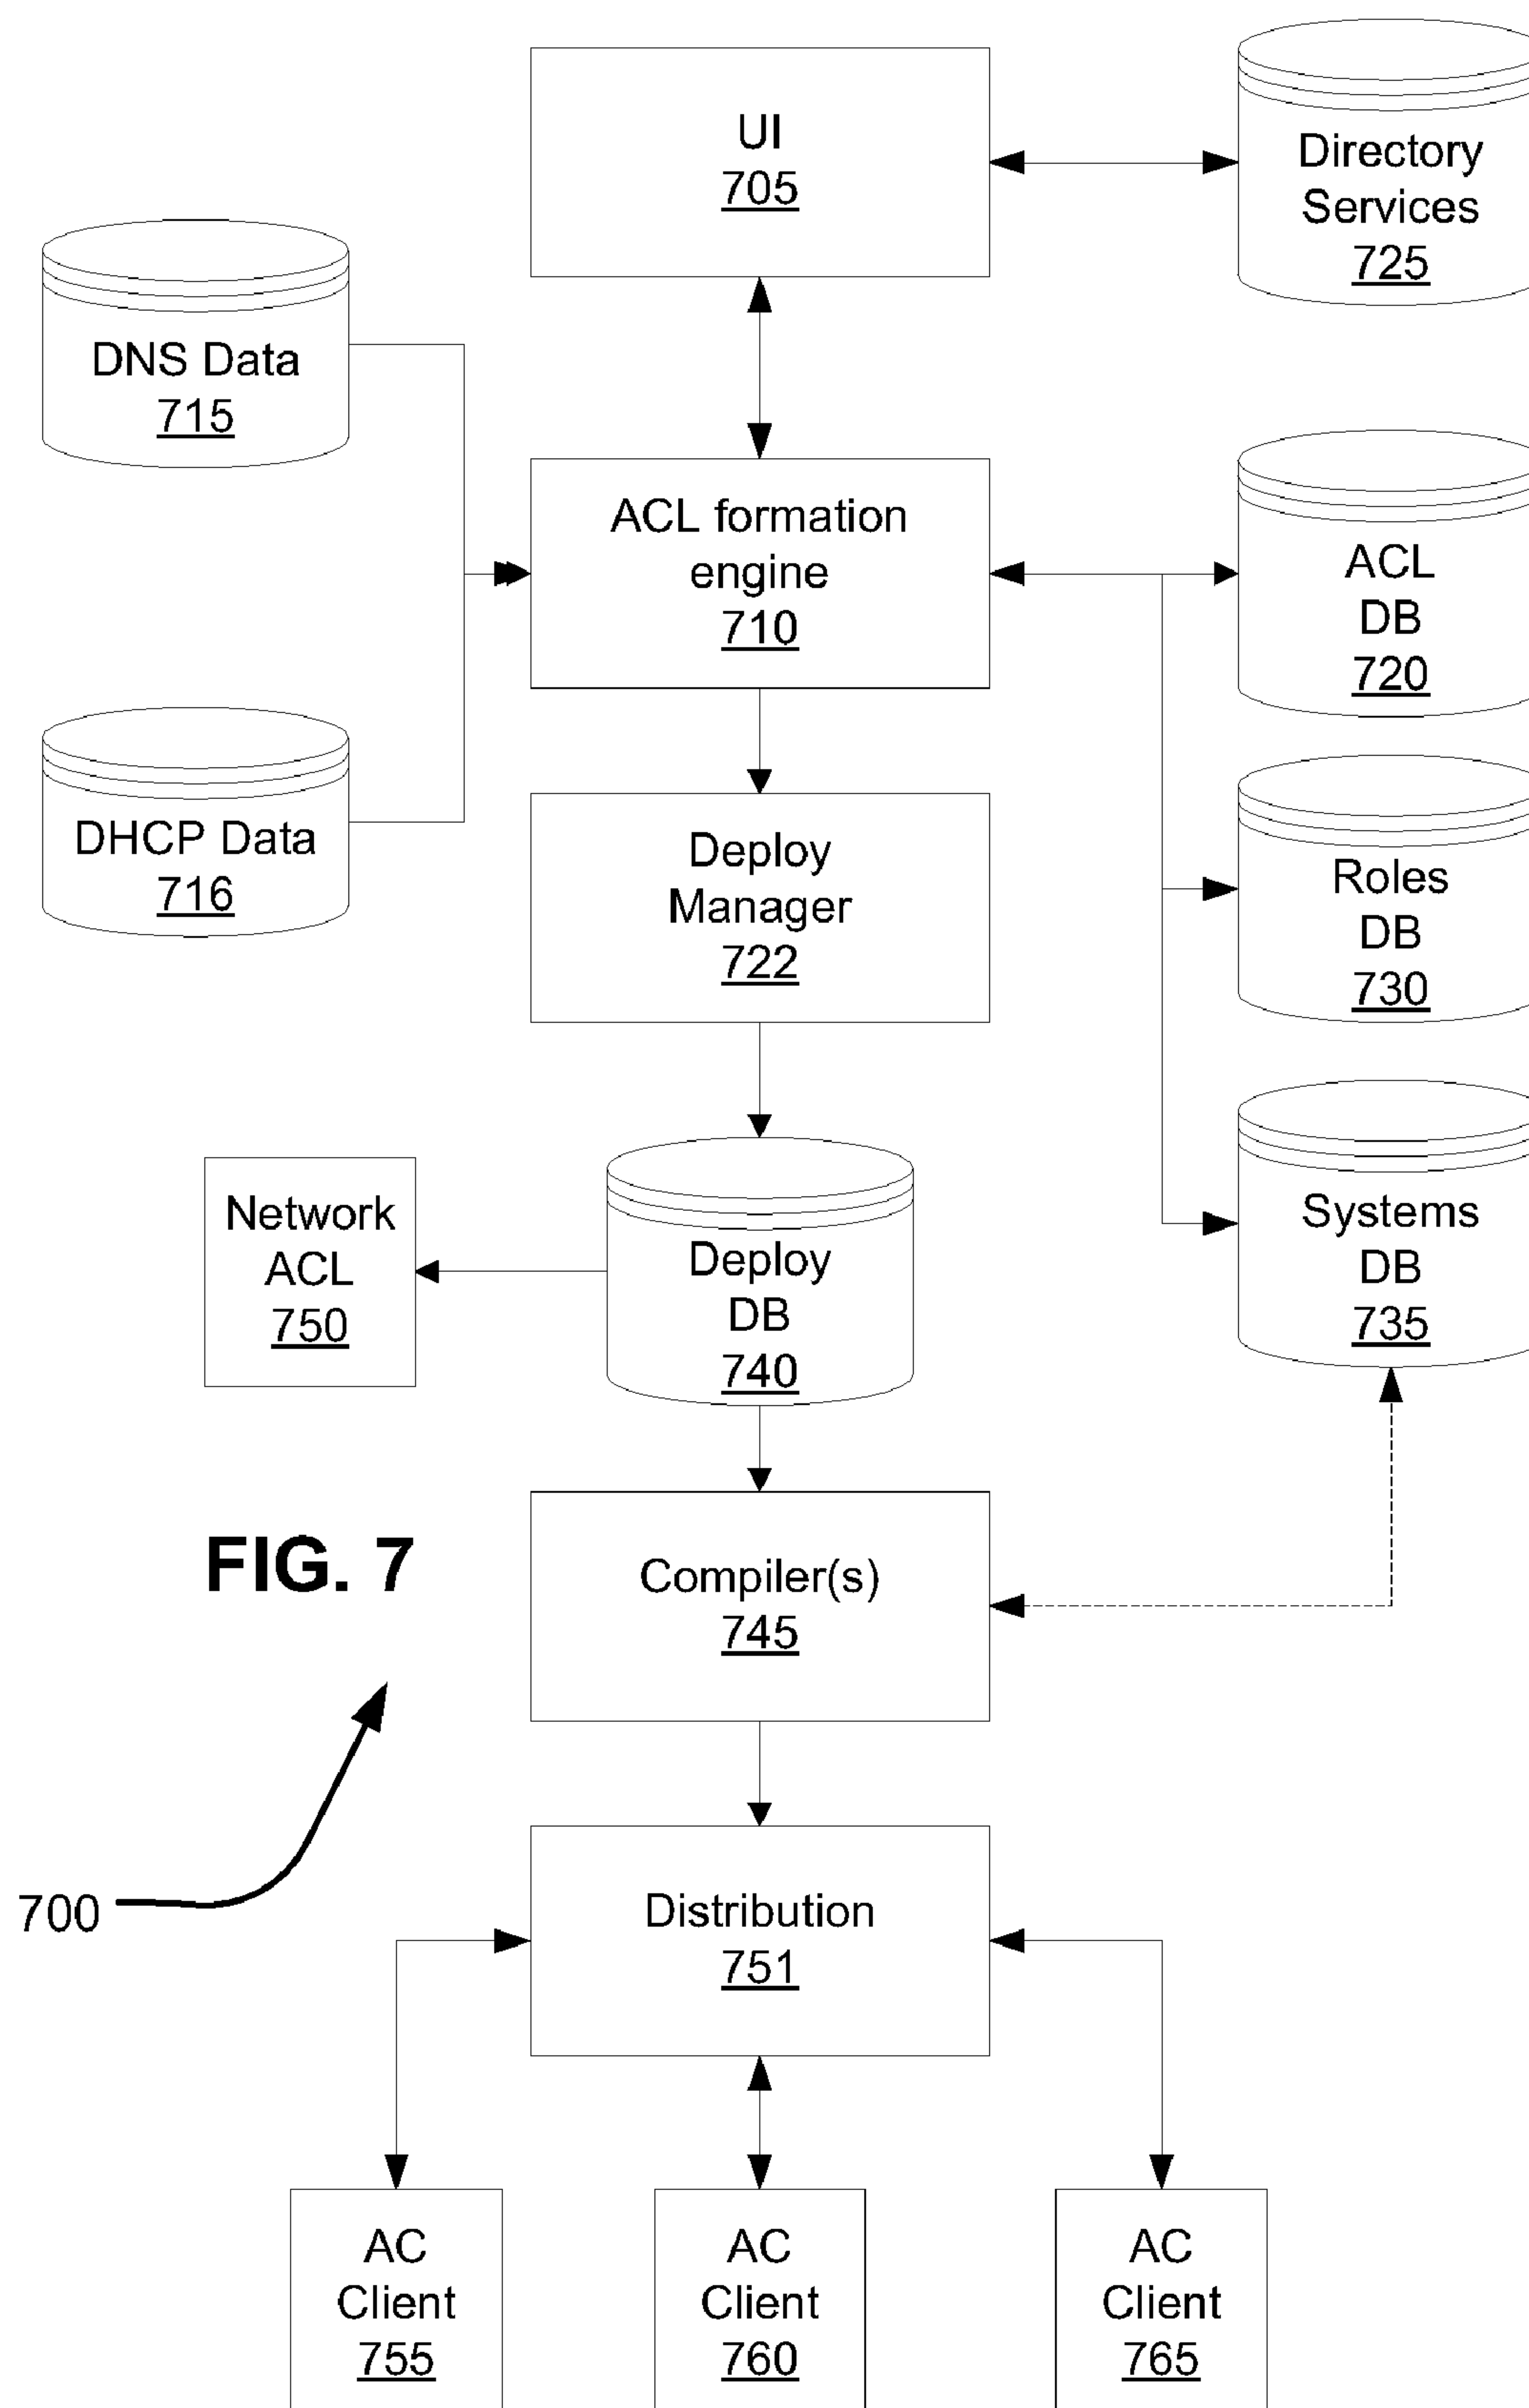 UI
705
Directory
Services
725
DNS Data
715
ACL formation
engine
710
ACL
DB
720
DHCP Data
716
Deploy
Manager
722
Roles
DB
730
Network
ACL
750
Deploy
DB
740
Systems
DB
735
FIG. 7
Compiler(s)
745
700
Distribution
751
AC
Client
755
AC
Client
760
AC
Client
765